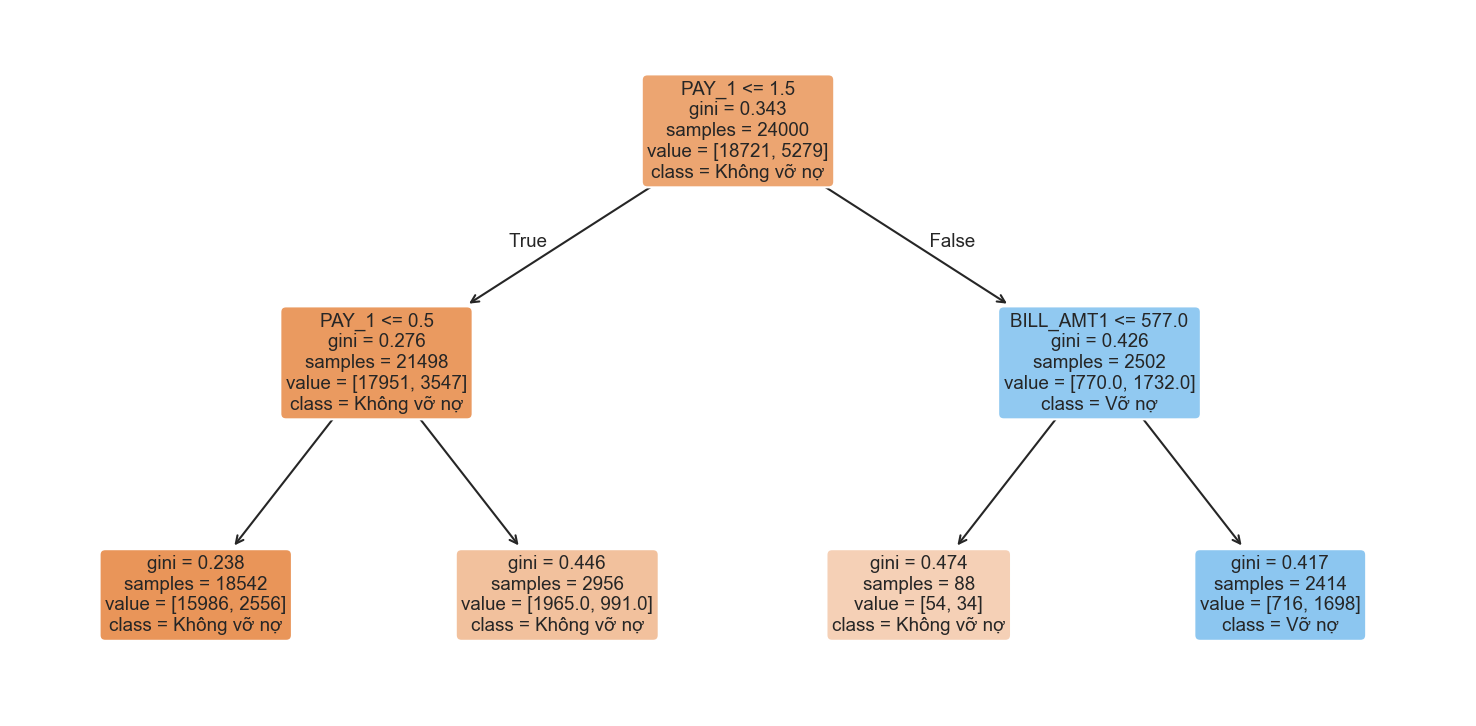 PAY_1 <= 1.5
gini = 0.343
samples = 24000
value = [18721, 5279]
class = Không vỡ nợ
True
False
PAY_1 <= 0.5
gini = 0.276
samples = 21498
value = [17951, 3547]
class = Không vỡ nợ
BILL_AMT1 <= 577.0
gini = 0.426
samples = 2502
value = [770.0, 1732.0]
class = Vỡ nợ
gini = 0.238
samples = 18542
value = [15986, 2556]
class = Không vỡ nợ
gini = 0.446
samples = 2956
value = [1965.0, 991.0]
class = Không vỡ nợ
gini = 0.474
samples = 88
value = [54, 34]
class = Không vỡ nợ
gini = 0.417
samples = 2414
value = [716, 1698]
class = Vỡ nợ